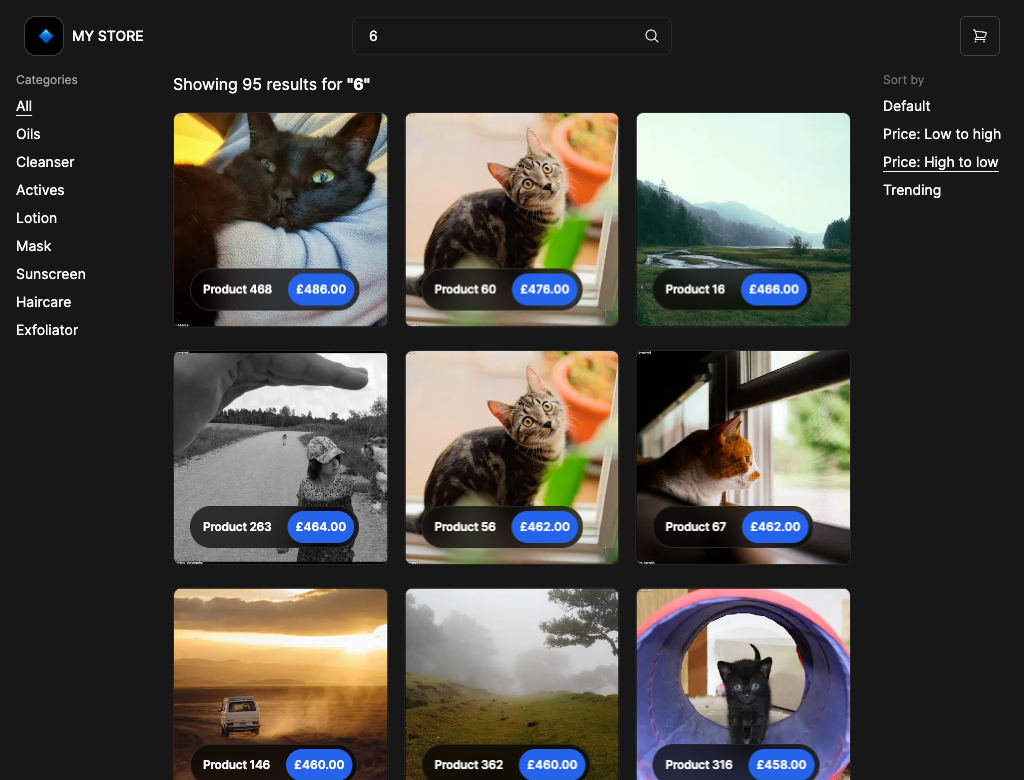 MY STORE
6
Categories
All
Oils
Cleanser
Actives
Lotion
Mask
Sunscreen
Haircare
Exfoliator
Showing 95 results for "6"
Product 468 £486.00
Product 60 £476.00
Product 16 £466.00
Product 263 £464.00
Product 56 £462.00
Product 67 £462.00
Product 146 £460.00
Product 362 £460.00
Product 316 £458.00
Sort by
Default
Price: Low to high
Price: High to low
Trending